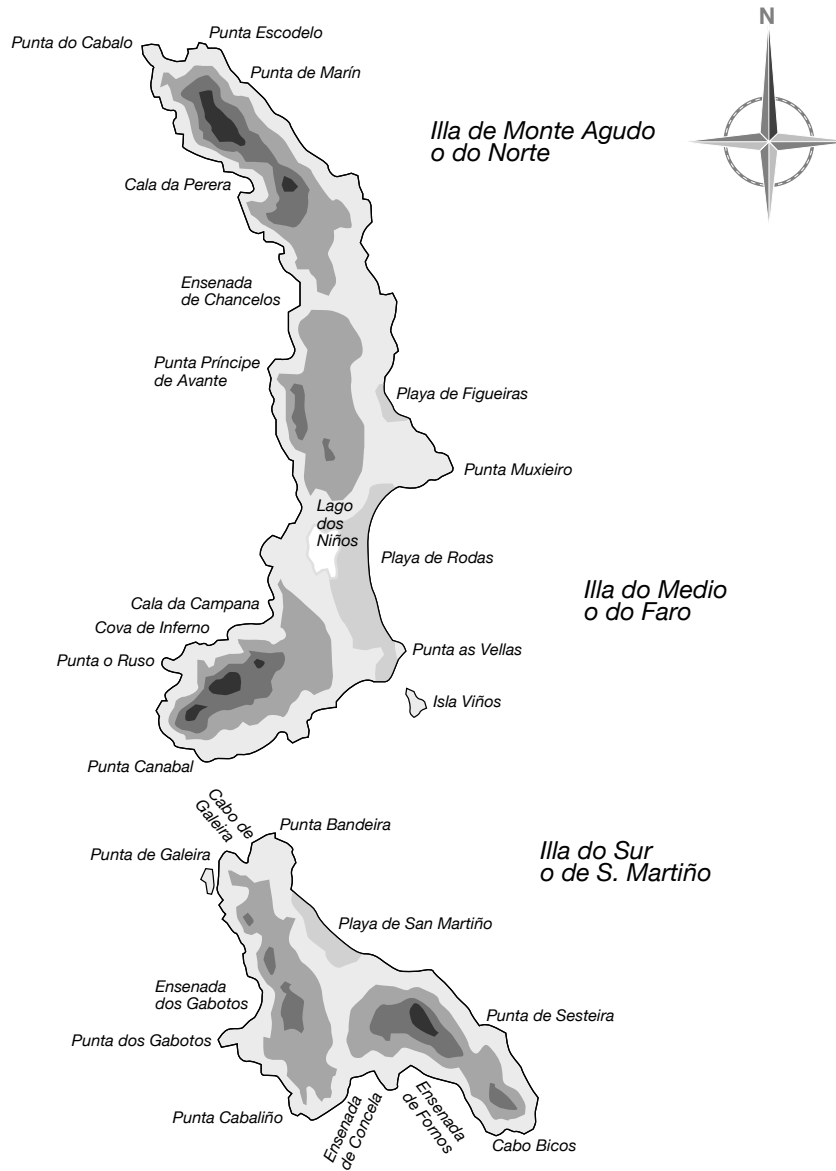 N
Punta Escodelo
Punta do Cabalo
Punta de Marín
Illa de Monte Agudo
o do Norte
Cala da Perera
Ensenada
de Chancelos
Punta Príncipe
de Avante
Playa de Figueiras
Punta Muxieiro
Lago
dos
Niños
Playa de Rodas
Illa do Medio
o do Faro
Cala da Campana
Cova de Inferno
Punta o Ruso
Punta as Vellas
Isla Viños
Punta Canabal
Cabo de
Galeira
Punta Bandeira
Punta de Galeira
Illa do Sur
o de S. Martiño
Playa de San Martiño
Ensenada
dos Gabotos
Punta de Sesteira
Punta dos Gabotos
Punta Cabaliño
Ensenada
de Concela
Ensenada
de Fornos
Cabo Bicos